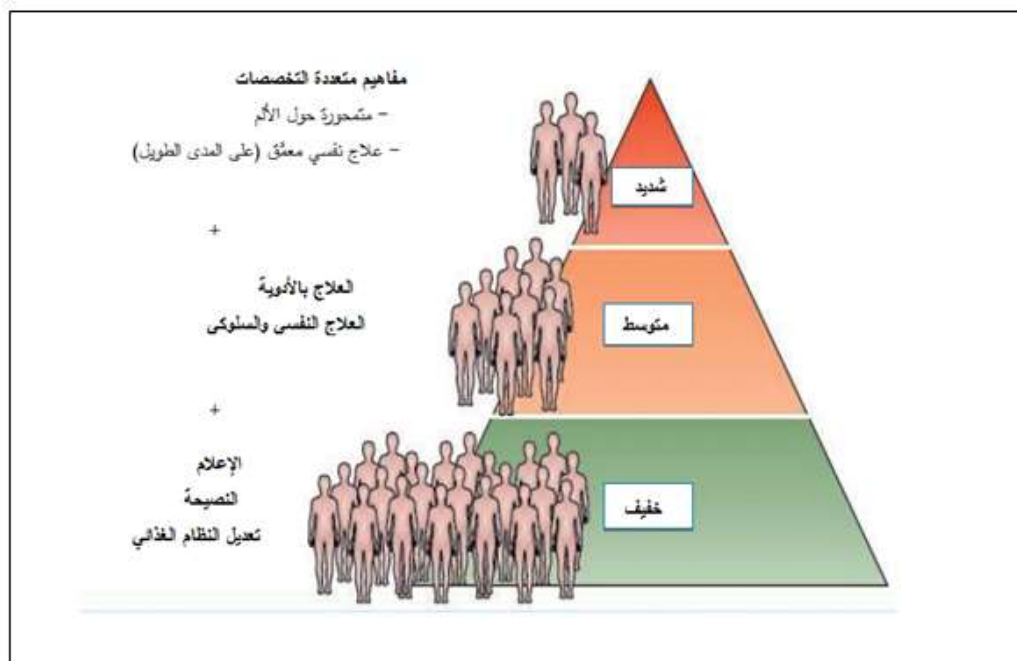 مفاهيم متعددة التخصصات
– متمحورة حول الألم
– علاج نفسي معمّق (على المدى الطويل)
شديد
+
العلاج بالأدوية
العلاج النفسي والسلوكي
متوسط
+
الإعلام
النصيحة
تعديل النظام الغذائي
خفيف